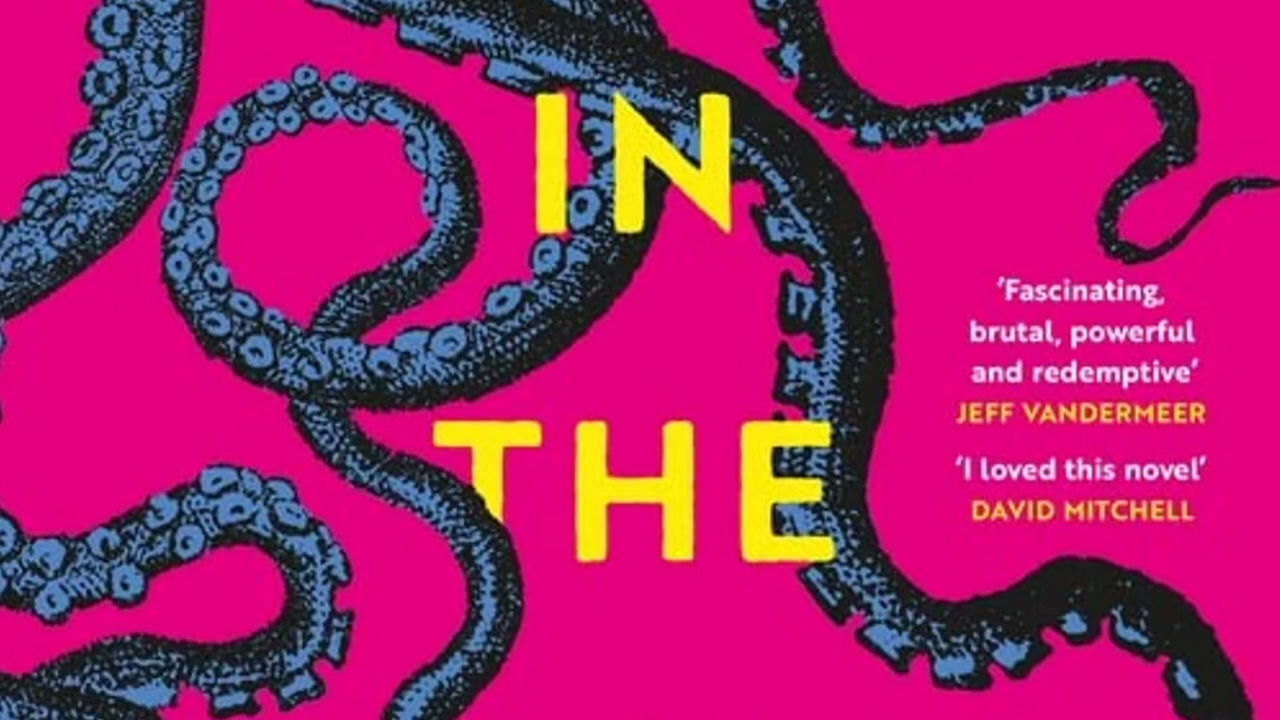 IN
THE
'Fascinating,
brutal, powerful
and redemptive'
JEFF VANDERMEER
'I loved this novel'
DAVID MITCHELL